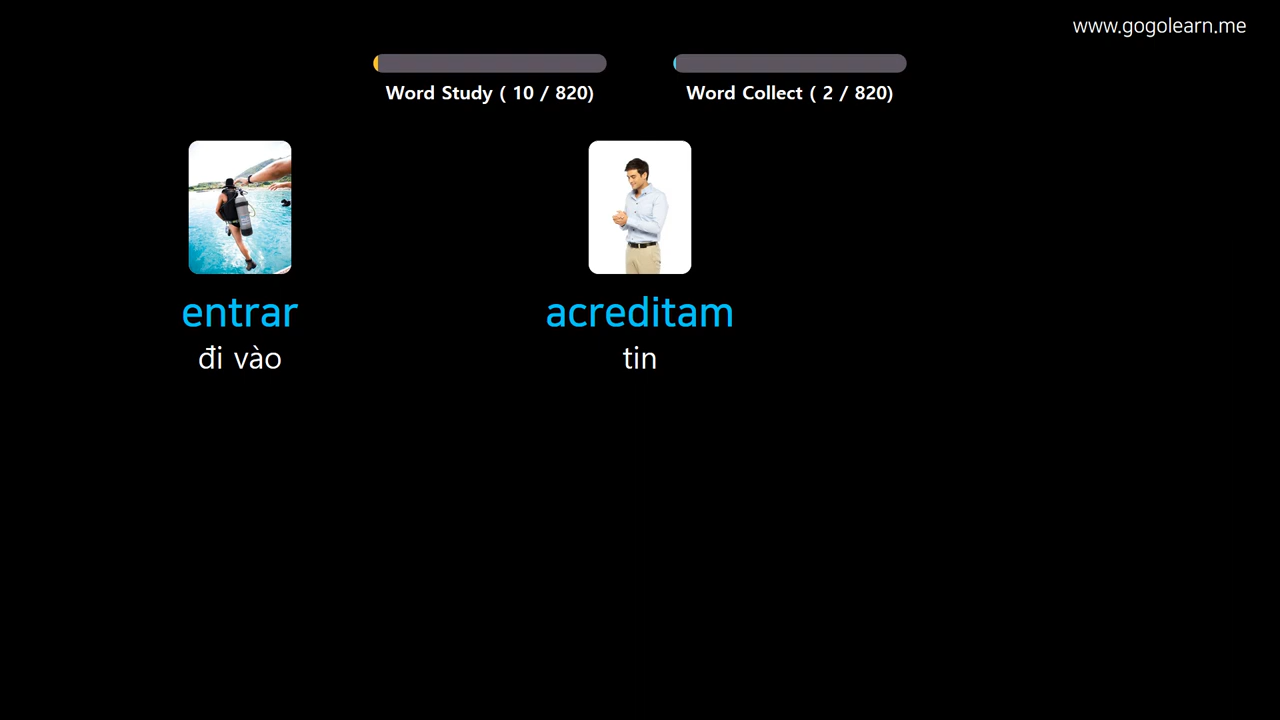 www.gogolearn.me
Word Study ( 10 / 820)
Word Collect ( 2 / 820)
entrar
đi vào
acreditam
tin